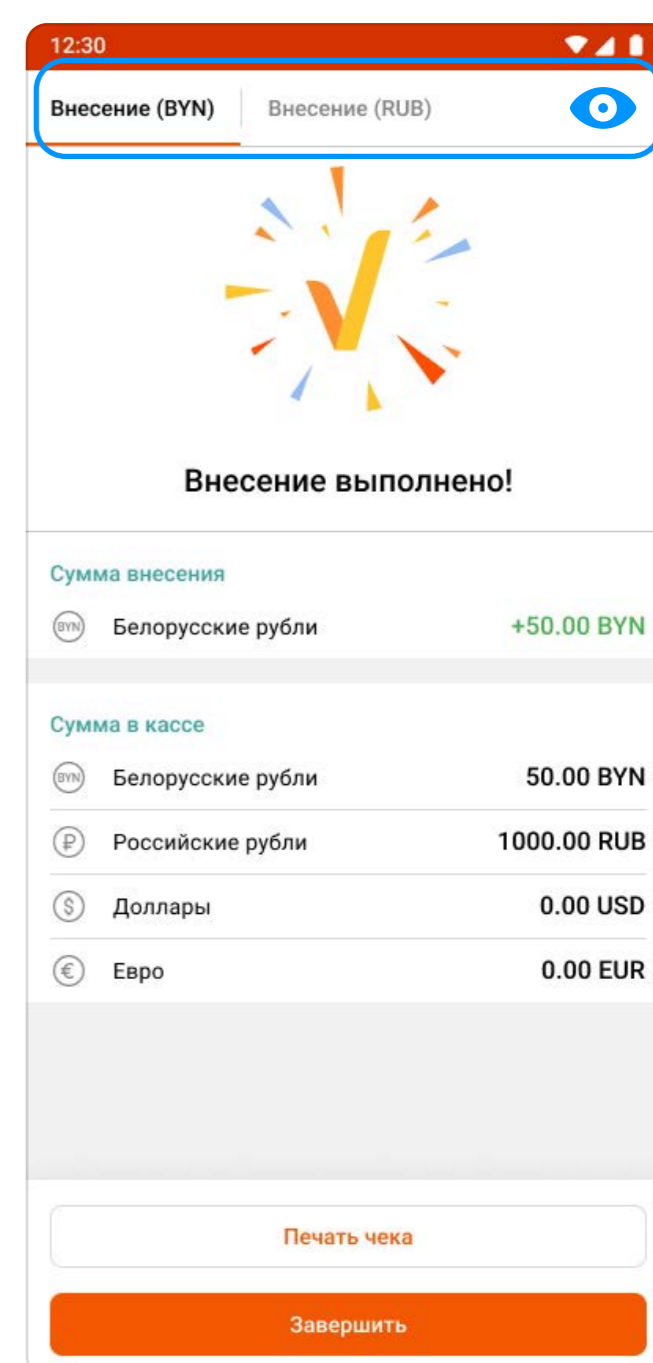 12:30
Внесение (BYN) Внесение (RUB)
Внесение выполнено!
Сумма внесения
BYN Белорусские рубли +50.00 BYN
Сумма в кассе
BYN Белорусские рубли 50.00 BYN
₽ Российские рубли 1000.00 RUB
$ Доллары 0.00 USD
€ Евро 0.00 EUR
Печать чека
Завершить